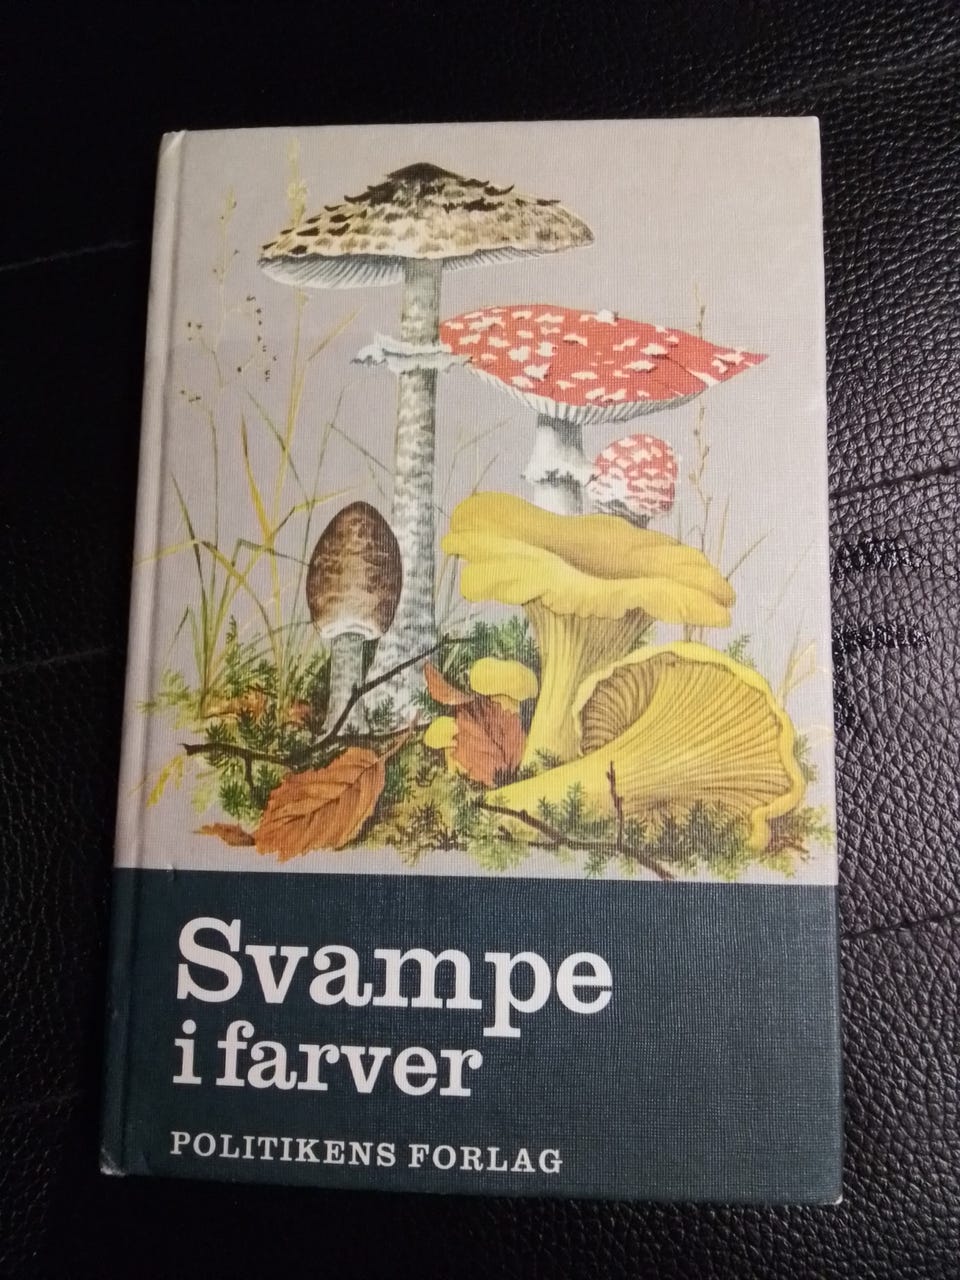 Svampe
i farver
POLITIKENS FORLAG